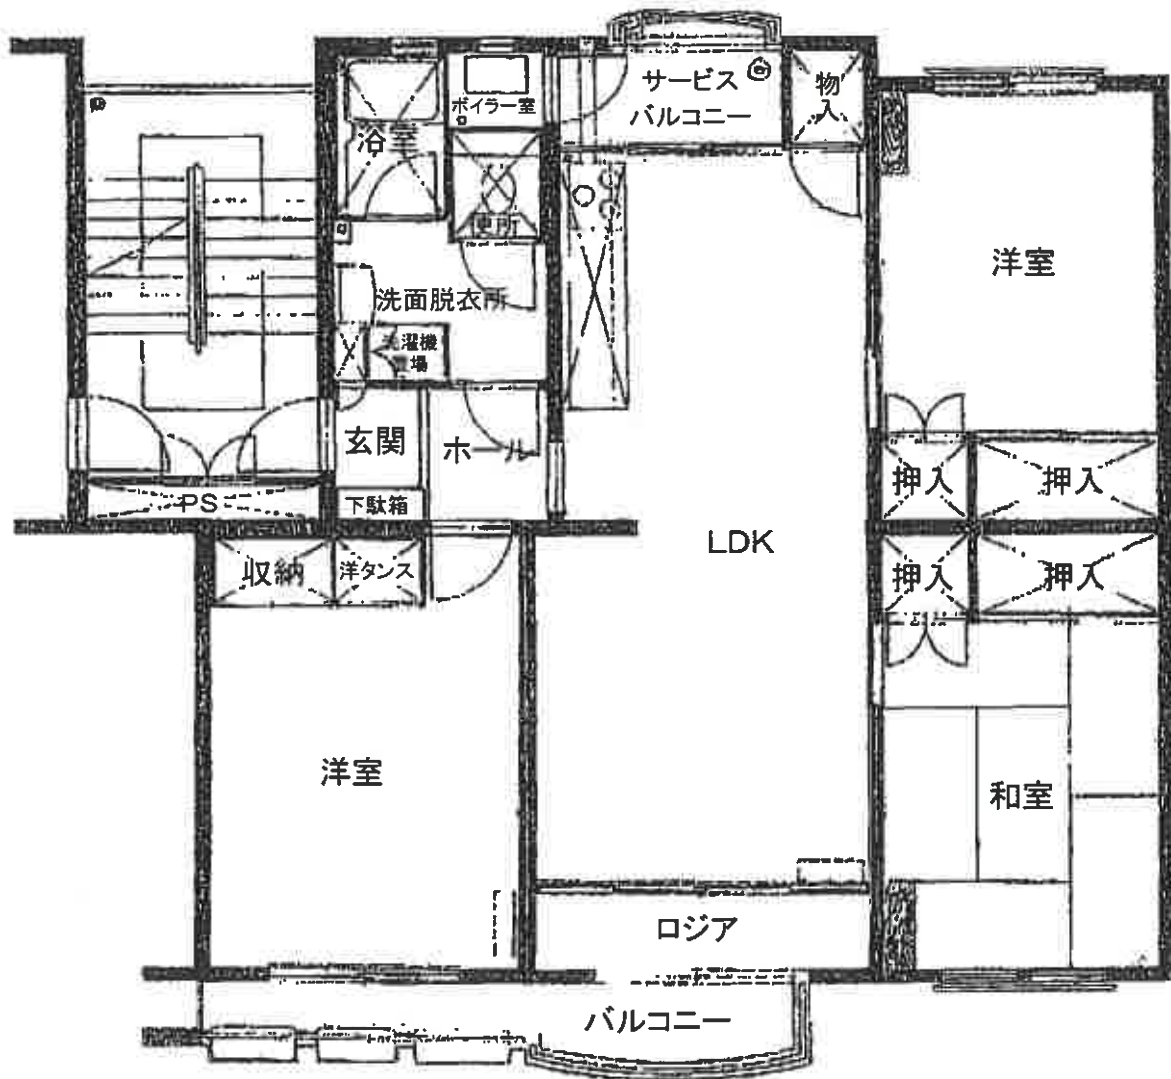 サービス
バルコニー
物
入
ボイラー室
浴室
便所
洋室
洗面脱衣所
洗濯機
置場
玄関
ホール
下駄箱
PS
押入
押入
LDK
収納
洋タンス
押入
押入
洋室
和室
ロジア
バルコニー